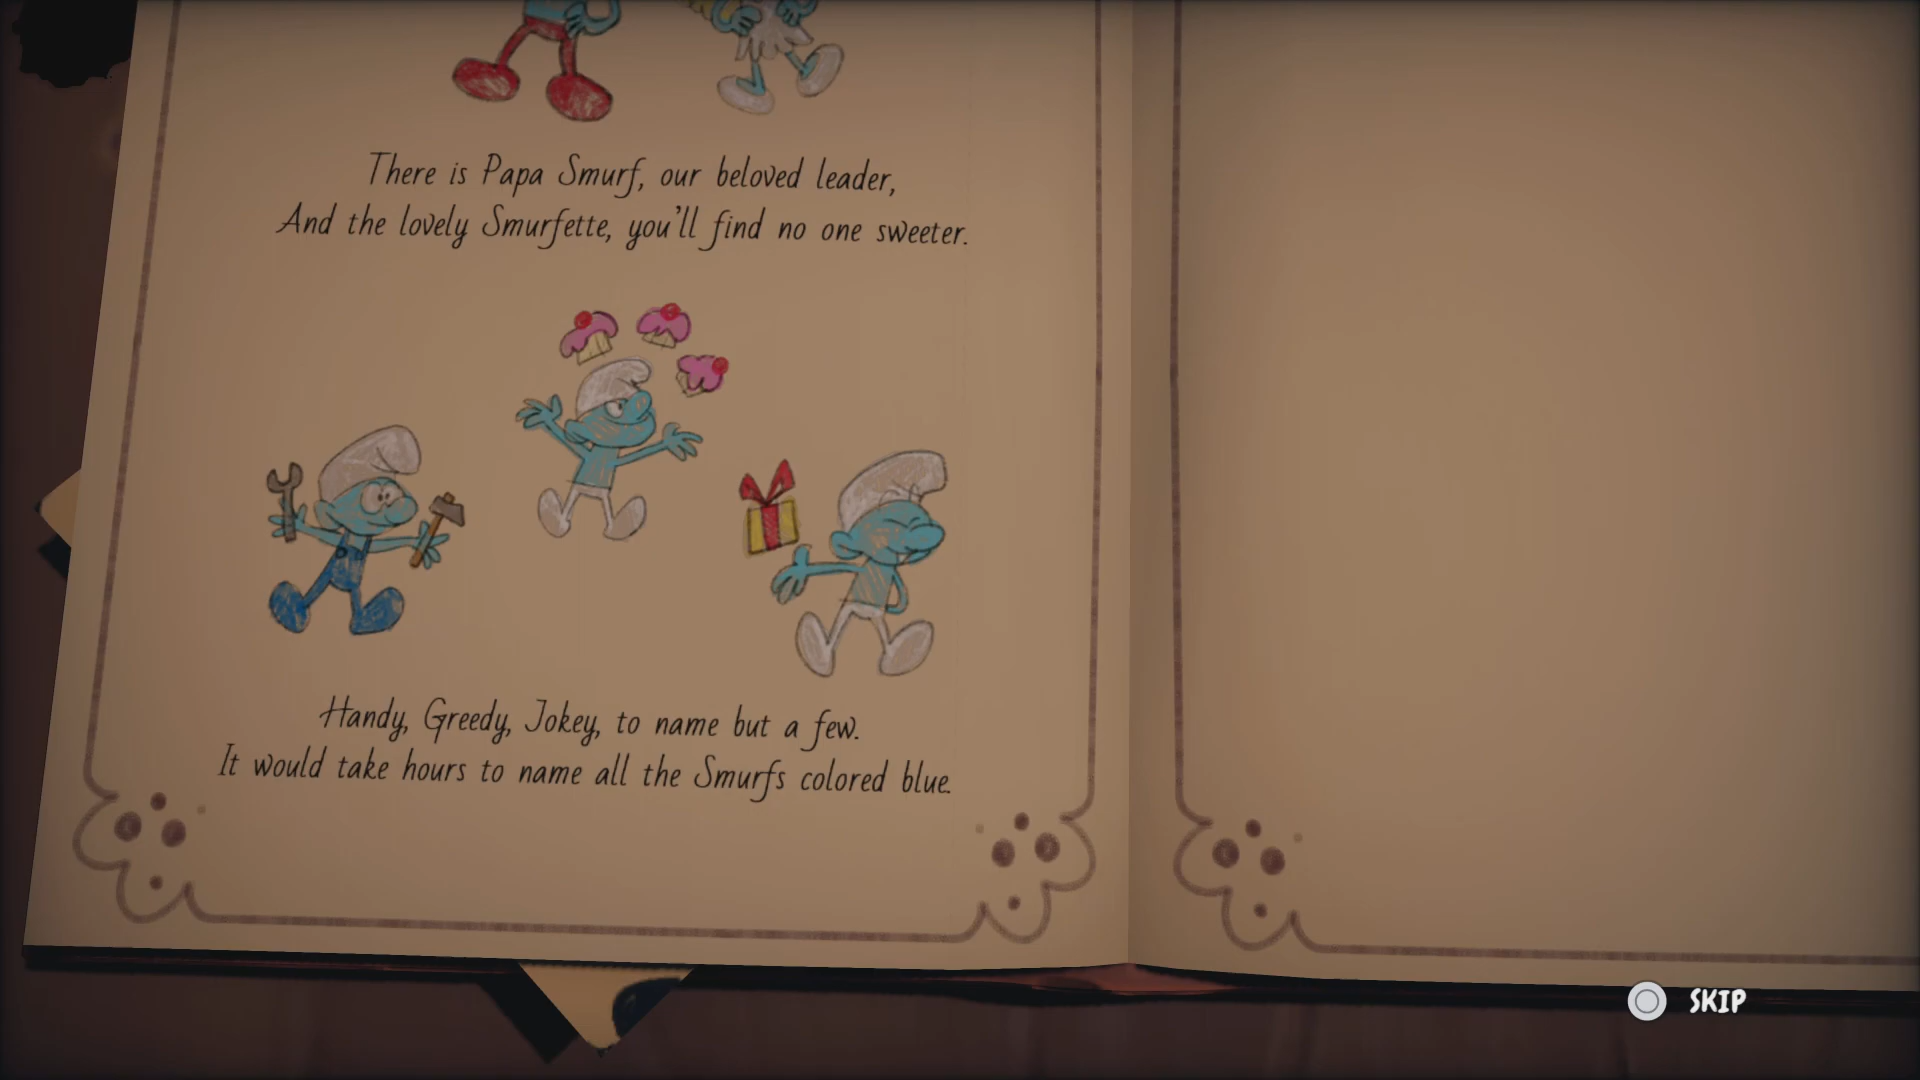 There is Papa Smurf, our beloved leader,
And the lovely Smurfette, you'll find no one sweeter.
Handy, Greedy, Jokey, to name but a few.
It would take hours to name all the Smurfs colored blue.
SKIP